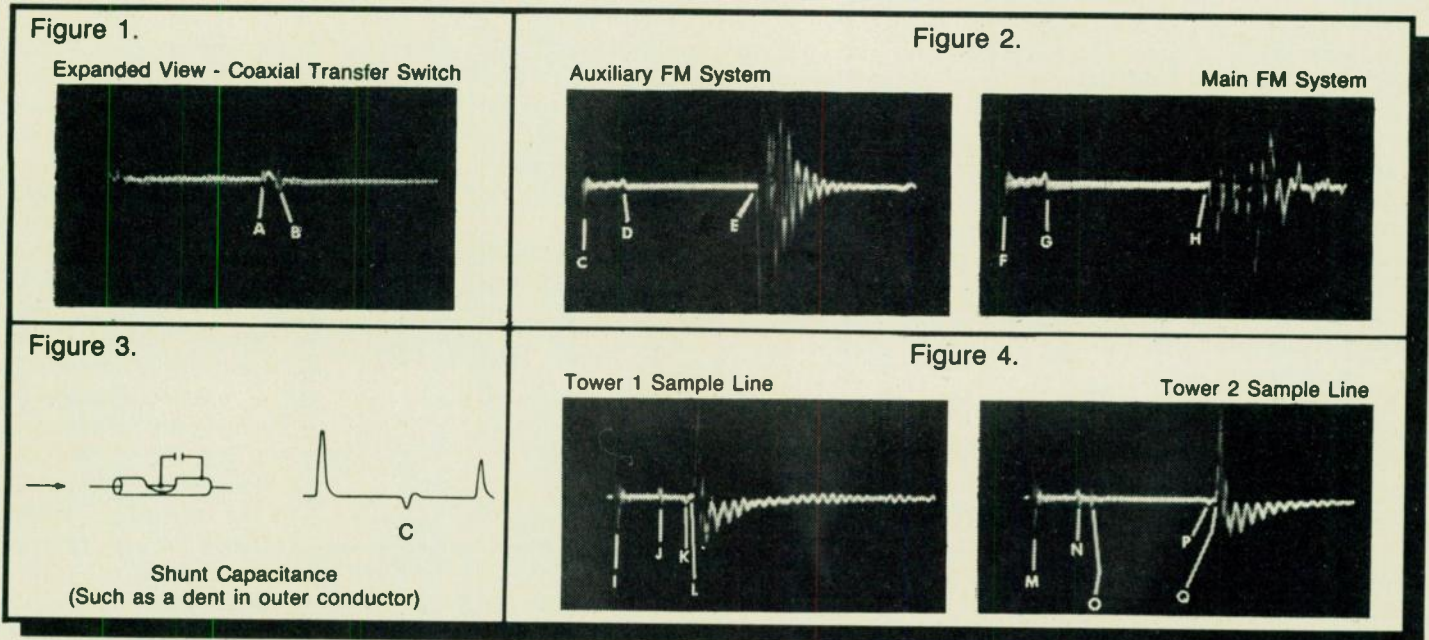 Figure 1.
Expanded View - Coaxial Transfer Switch
A
B
Figure 2.
Auxiliary FM System
Main FM System
C
D
E
F
G
H
Figure 3.
C
Shunt Capacitance
(Such as a dent in outer conductor)
Figure 4.
Tower 1 Sample Line
Tower 2 Sample Line
I
J
K
L
M
N
O
P
Q